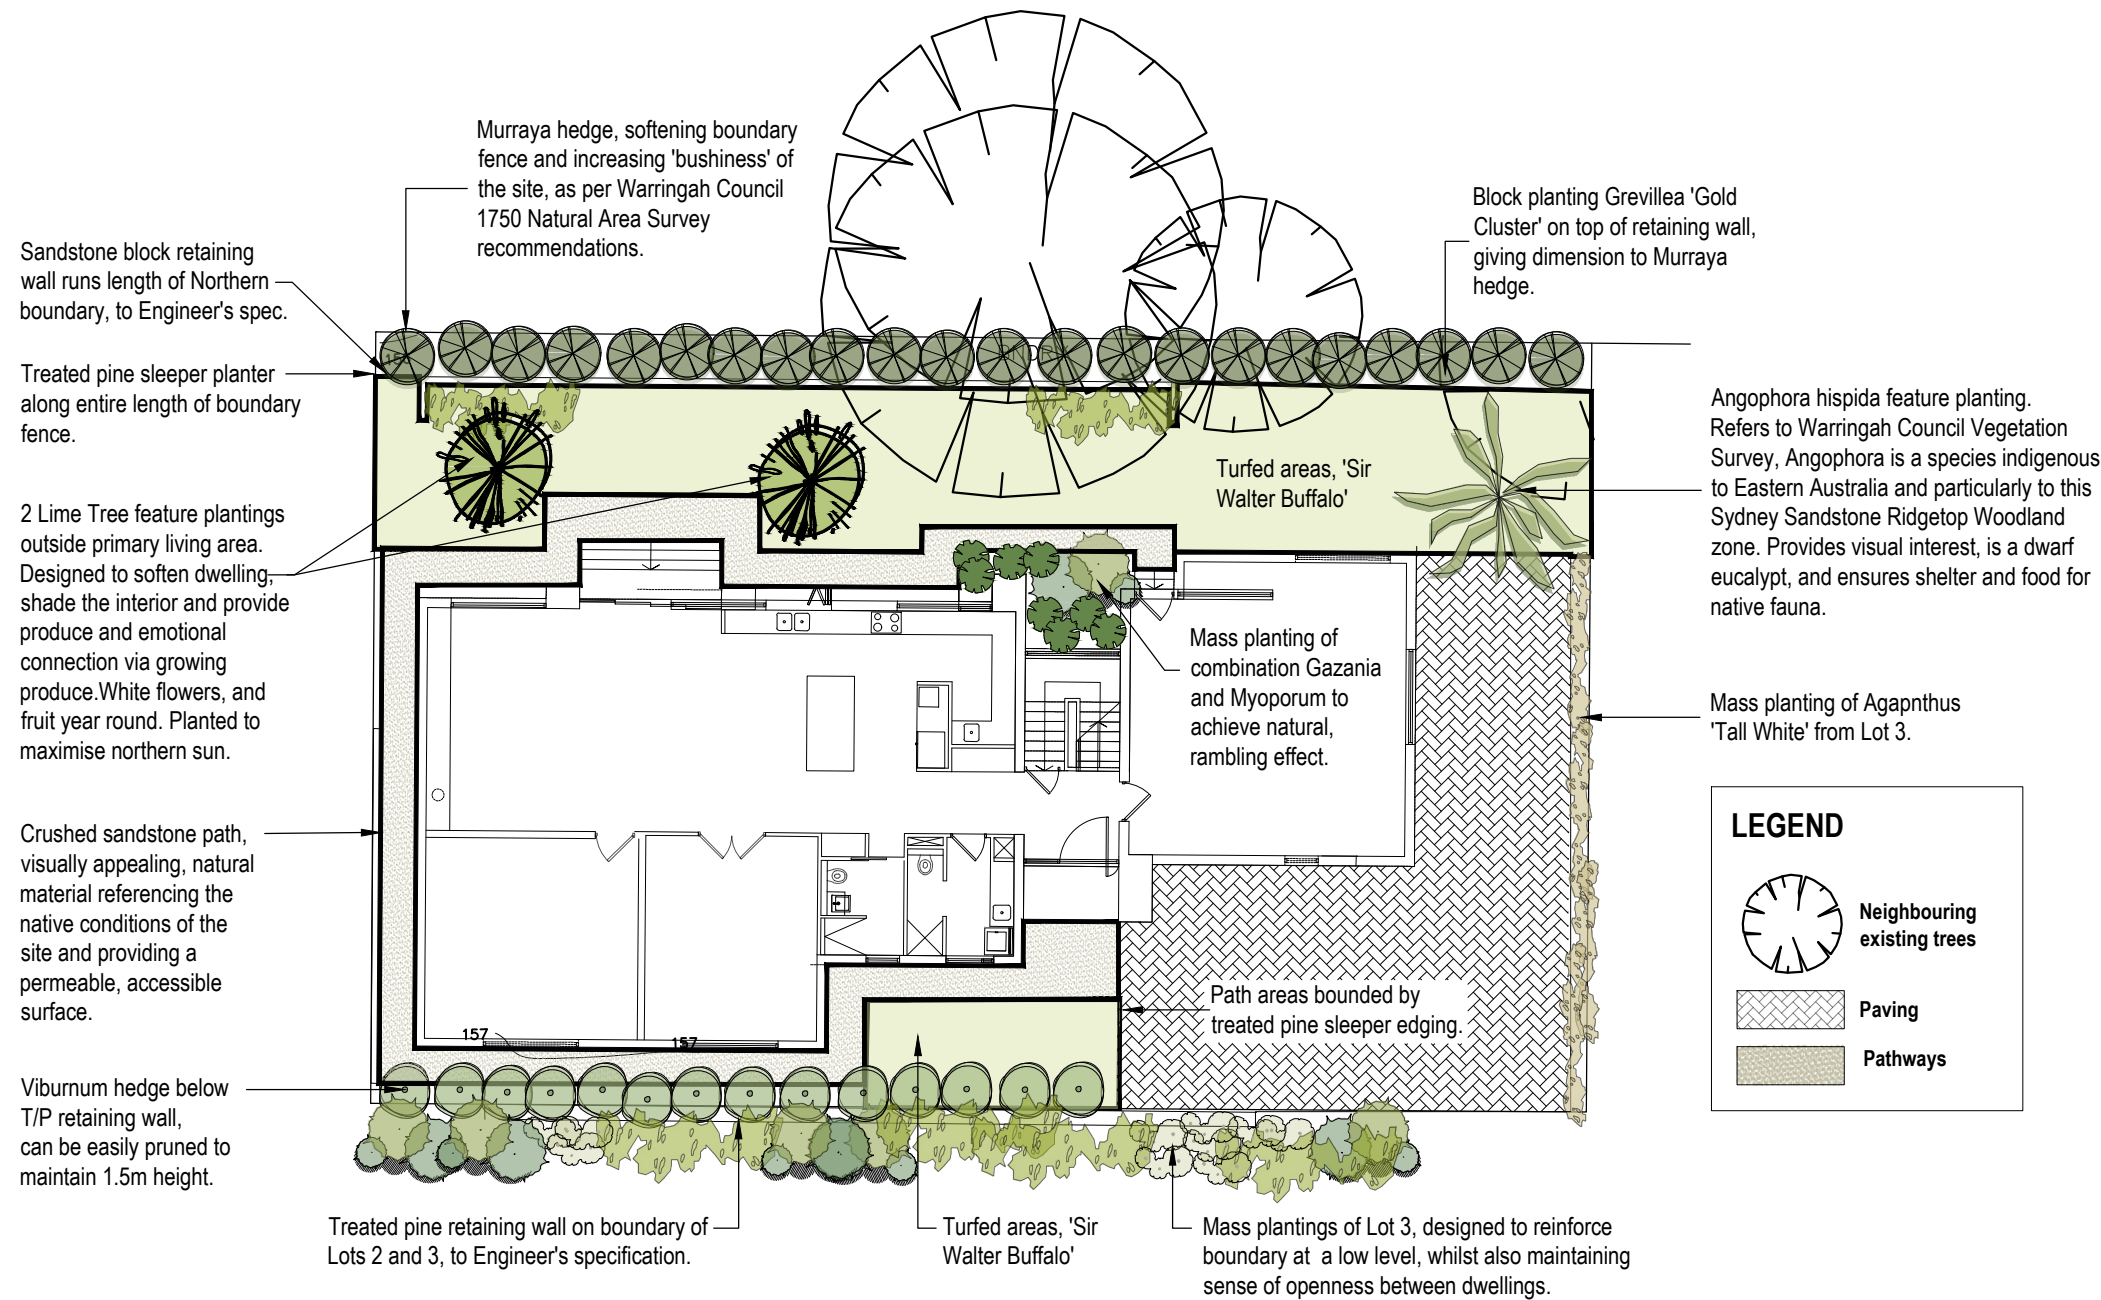 Murraya hedge, softening boundary
fence and increasing 'bushiness' of
the site, as per Warringah Council
1750 Natural Area Survey
recommendations.
Block planting Grevillea 'Gold
Cluster' on top of retaining wall,
giving dimension to Murraya
hedge.
Sandstone block retaining
wall runs length of Northern
boundary, to Engineer's spec.
Treated pine sleeper planter
along entire length of boundary
fence.
2 Lime Tree feature plantings
outside primary living area.
Designed to soften dwelling,
shade the interior and provide
produce and emotional
connection via growing
produce.White flowers, and
fruit year round. Planted to
maximise northern sun.
Crushed sandstone path,
visually appealing, natural
material referencing the
native conditions of the
site and providing a
permeable, accessible
surface.
Viburnum hedge below
T/P retaining wall,
can be easily pruned to
maintain 1.5m height.
Turfed areas, 'Sir
Walter Buffalo'
Mass planting of
combination Gazania
and Myoporum to
achieve natural,
rambling effect.
Path areas bounded by
treated pine sleeper edging.
157
157
Angophora hispida feature planting.
Refers to Warringah Council Vegetation
Survey, Angophora is a species indigenous
to Eastern Australia and particularly to this
Sydney Sandstone Ridgetop Woodland
zone. Provides visual interest, is a dwarf
eucalypt, and ensures shelter and food for
native fauna.
Mass planting of Agapnthus
'Tall White' from Lot 3.
LEGEND
Neighbouring
existing trees
Paving
Pathways
Treated pine retaining wall on boundary of
Lots 2 and 3, to Engineer's specification.
Turfed areas, 'Sir
Walter Buffalo'
Mass plantings of Lot 3, designed to reinforce
boundary at a low level, whilst also maintaining
sense of openness between dwellings.